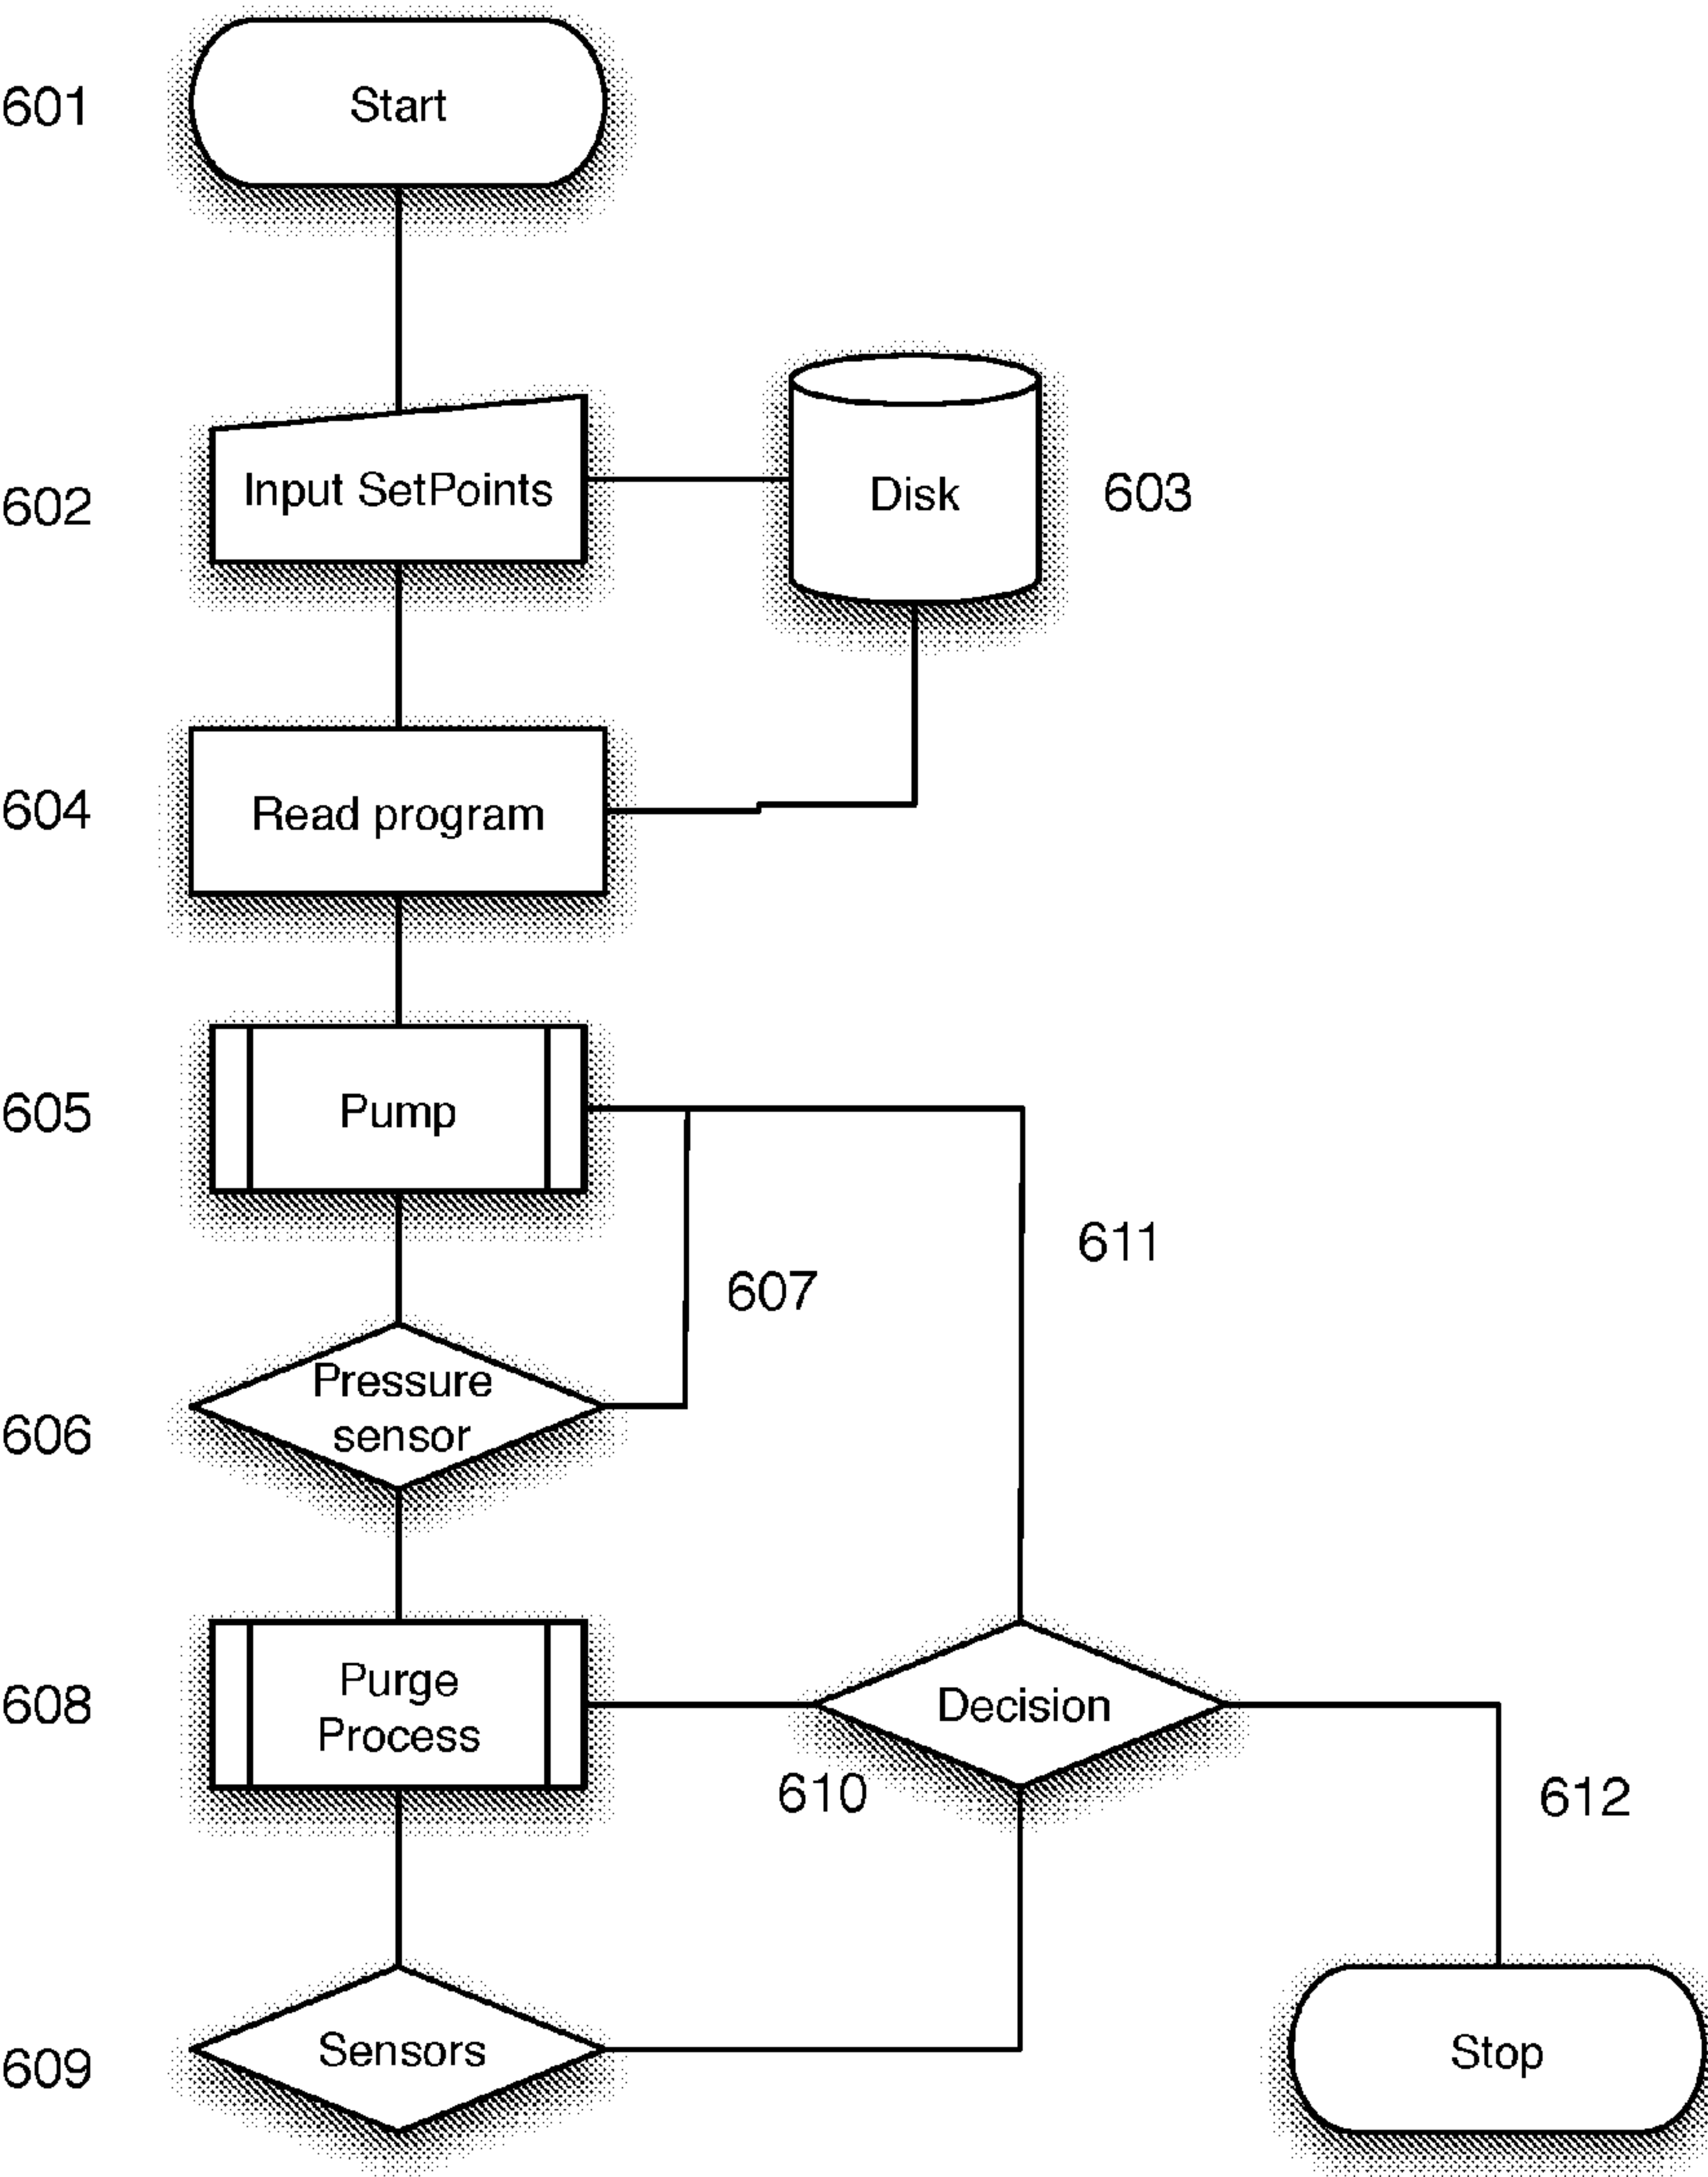 601
Start
602
Input SetPoints
Disk
603
604
Read program
605
Pump
611
607
606
Pressure
sensor
608
Purge
Process
Decision
610
612
609
Sensors
Stop